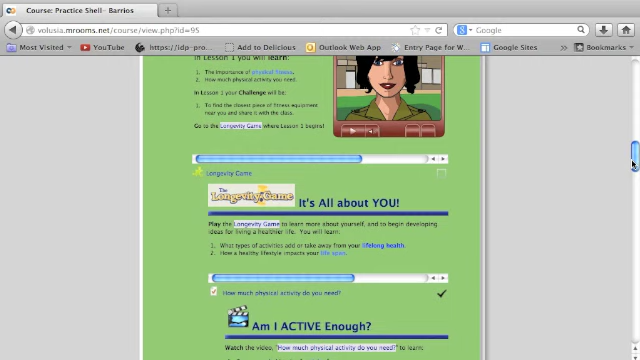 Course: Practice Shell- Barrios
volusia.mrooms.net/course/view.php?id=95
Google
Most Visited
YouTube
https://idp-pro...
Add to Delicious
Outlook Web App
Entry Page for W...
Google Sites
Bookmarks
In Lesson 1 you will learn:
1. The importance of physical fitness.
2. How much physical activity you need.
In Lesson 1 your Challenge will be:
1. To find the closest piece of fitness equipment
near you and share it with the class.
Go to the Longevity Game where Lesson 1 begins!
Longevity Game
The
Longevity Game
It's All about YOU!
Play the Longevity Game to learn more about yourself, and to begin developing
ideas for living a healthier life. You will learn:
1. What types of activities add or take away from your lifelong health.
2. How a healthy lifestyle impacts your life span.
How much physical activity do you need?
Am I ACTIVE Enough?
Watch the video, "How much physical activity do you need?" to learn: